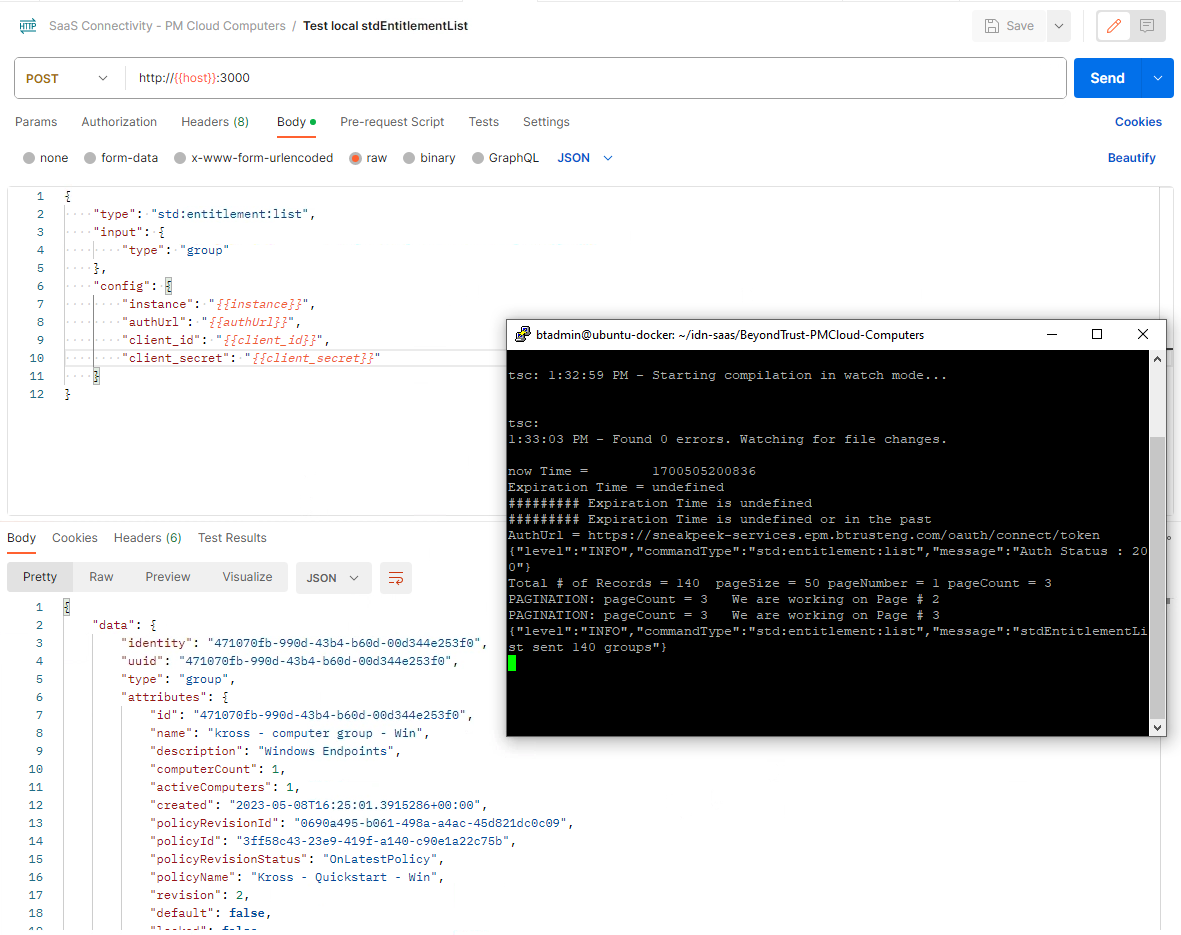 HTTP SaaS Connectivity - PM Cloud Computers / Test local stdEntitlementList Save
POST http://{{host}}:3000 Send
Params Authorization Headers (8) Body Pre-request Script Tests Settings Cookies
none form-data x-www-form-urlencoded raw binary GraphQL JSON Beautify
1 {
2 "type": "std:entitlement:list",
3 "input": {
4 "type": "group"
5 },
6 "config": {
7 "instance": "{{instance}}",
8 "authUrl": "{{authUrl}}",
9 "client_id": "{{client_id}}",
10 "client_secret": "{{client_secret}}"
11 }
12 }
btadmin@ubuntu-docker: ~/idn-saas/BeyondTrust-PMCloud-Computers
tsc: 1:32:59 PM - Starting compilation in watch mode...
tsc:
1:33:03 PM - Found 0 errors. Watching for file changes.
now Time = 1700505200836
Expiration Time = undefined
######### Expiration Time is undefined
######### Expiration Time is undefined or in the past
AuthUrl = https://sneakpeek-services.epm.btrusteng.com/oauth/connect/token
{"level":"INFO","commandType":"std:entitlement:list","message":"Auth Status : 20
0"}
Total # of Records = 140 pageSize = 50 pageNumber = 1 pageCount = 3
PAGINATION: pageCount = 3 We are working on Page # 2
PAGINATION: pageCount = 3 We are working on Page # 3
{"level":"INFO","commandType":"std:entitlement:list","message":"stdEntitlementLi
st sent 140 groups"}
Body Cookies Headers (6) Test Results
Pretty Raw Preview Visualize JSON
1 {
2 "data": {
3 "identity": "471070fb-990d-43b4-b60d-00d344e253f0",
4 "uuid": "471070fb-990d-43b4-b60d-00d344e253f0",
5 "type": "group",
6 "attributes": {
7 "id": "471070fb-990d-43b4-b60d-00d344e253f0",
8 "name": "kross - computer group - Win",
9 "description": "Windows Endpoints",
10 "computerCount": 1,
11 "activeComputers": 1,
12 "created": "2023-05-08T16:25:01.3915286+00:00",
13 "policyRevisionId": "0690a495-b061-498a-a4ac-45d821dc0c09",
14 "policyId": "3ff58c43-23e9-419f-a140-c90e1a22c75b",
15 "policyRevisionStatus": "OnLatestPolicy",
16 "policyName": "Kross - Quickstart - Win",
17 "revision": 2,
18 "default": false,